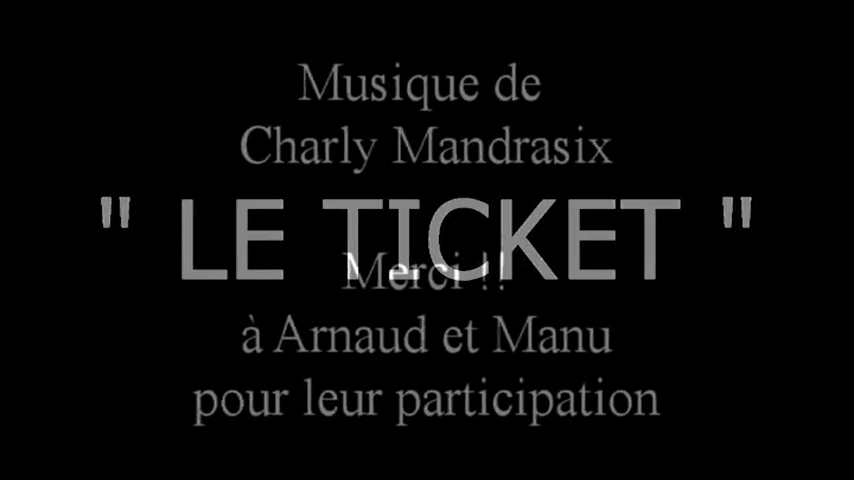 Musique de
Charly Mandrasix
" LE TICKET "
Merci !!
à Arnaud et Manu
pour leur participation